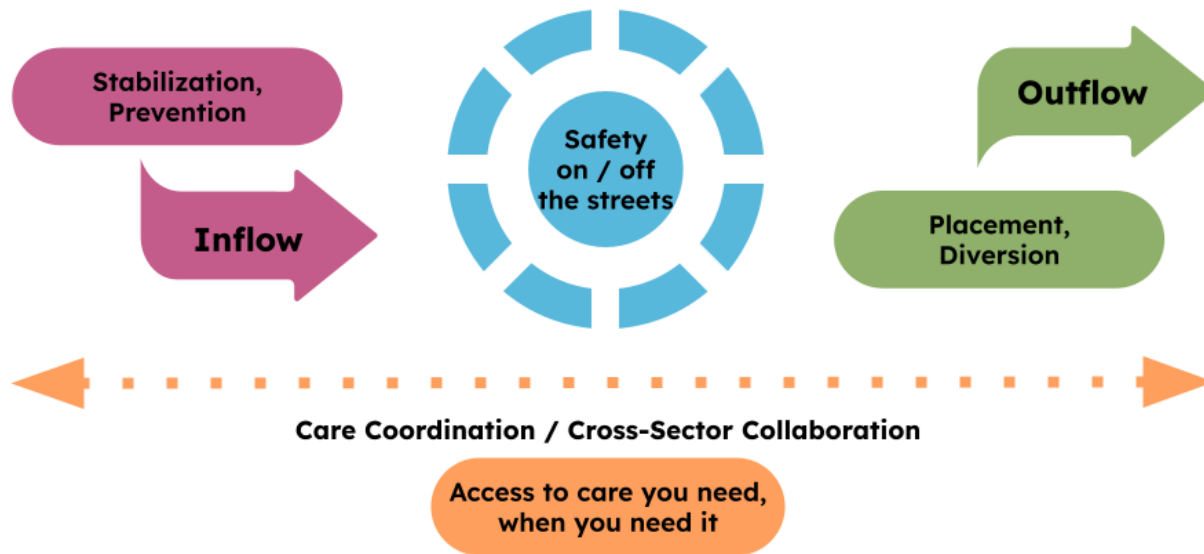 Stabilization,
Prevention
Inflow
Safety
on / off
the streets
Outflow
Placement,
Diversion
Care Coordination / Cross-Sector Collaboration
Access to care you need,
when you need it